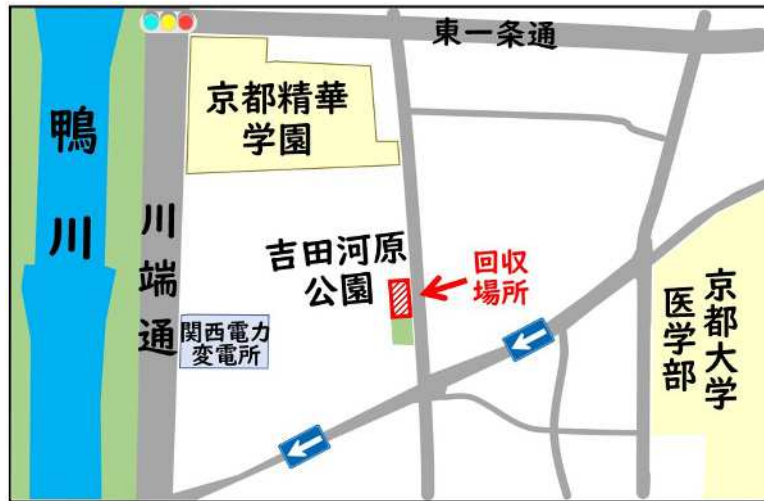 東一条通
京都精華
学園
鴨川
川端通
吉田河原
公園
回収
場所
関西電力
変電所
京都大学
医学部